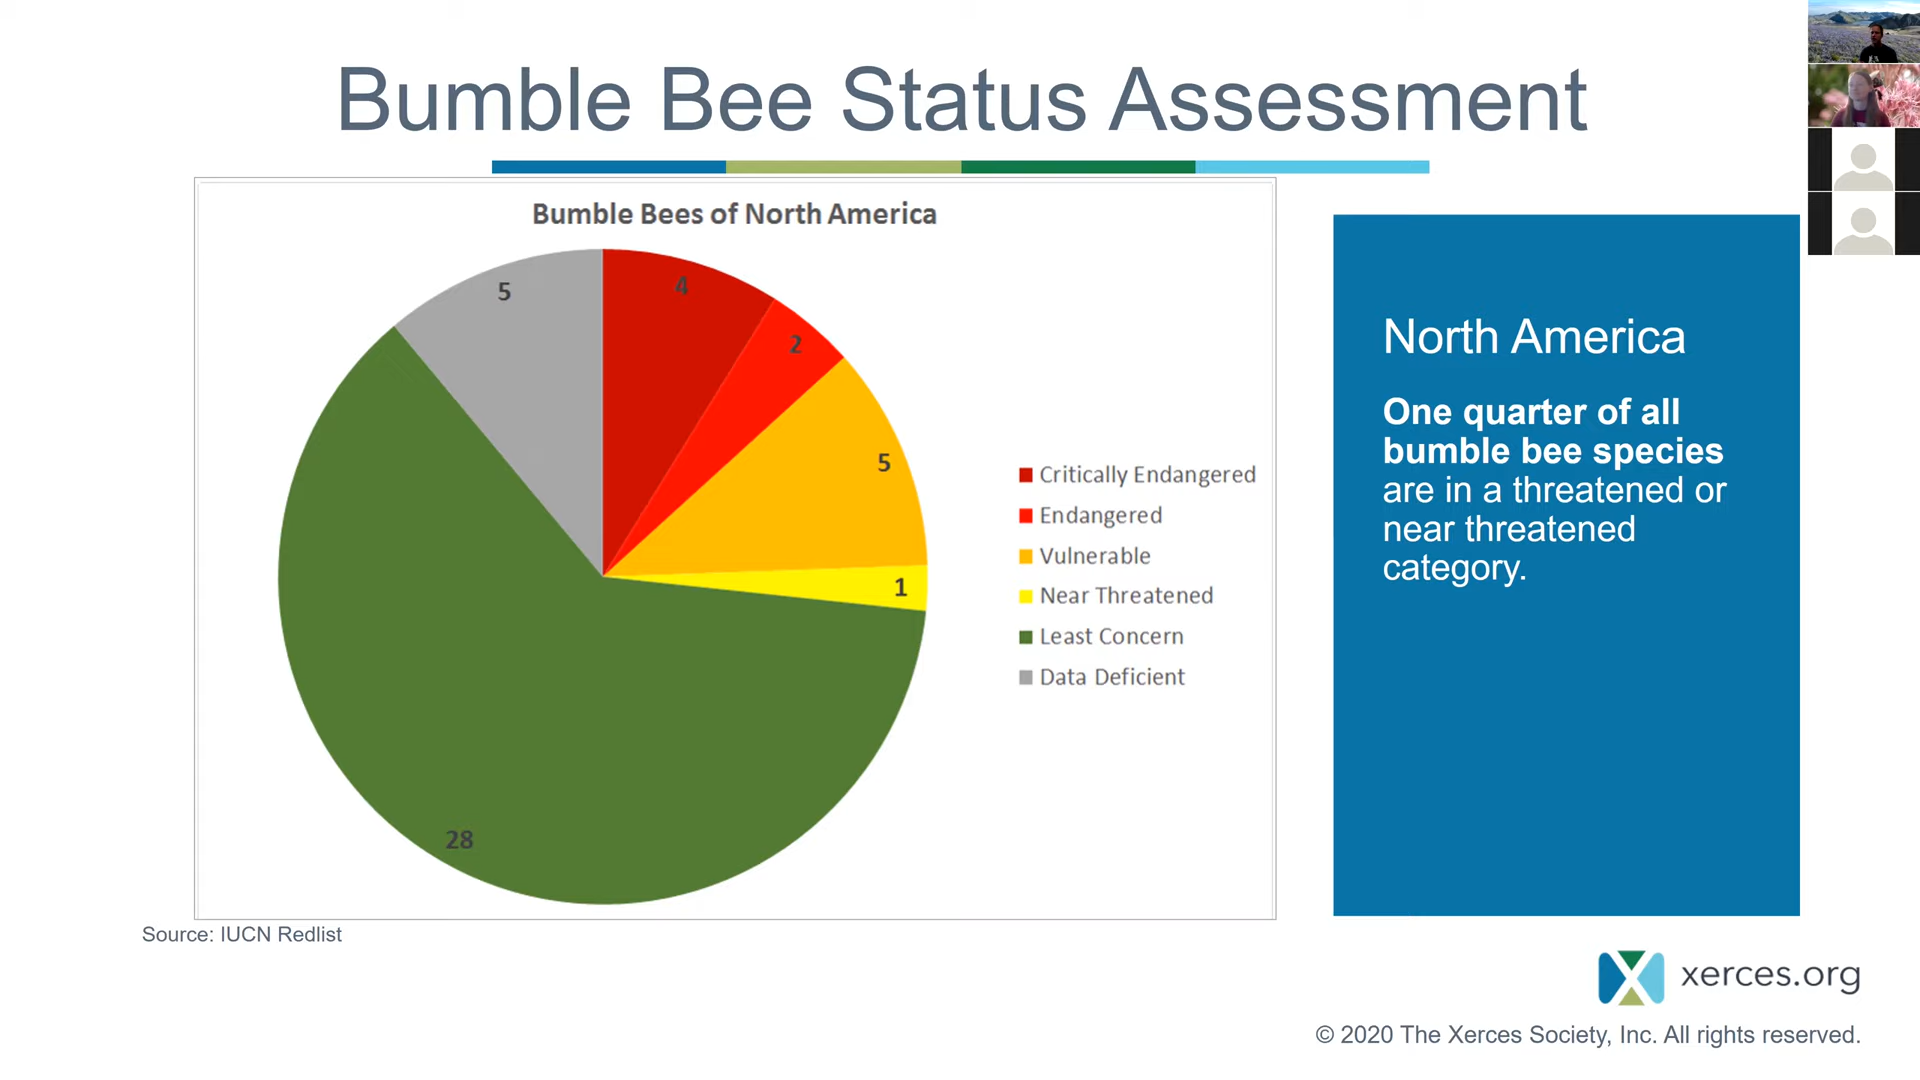 Bumble Bee Status Assessment
Bumble Bees of North America
5
4
2
5
1
28
Critically Endangered
Endangered
Vulnerable
Near Threatened
Least Concern
Data Deficient
North America
One quarter of all
bumble bee species
are in a threatened or
near threatened
category.
Source: IUCN Redlist
xerces.org
© 2020 The Xerces Society, Inc. All rights reserved.